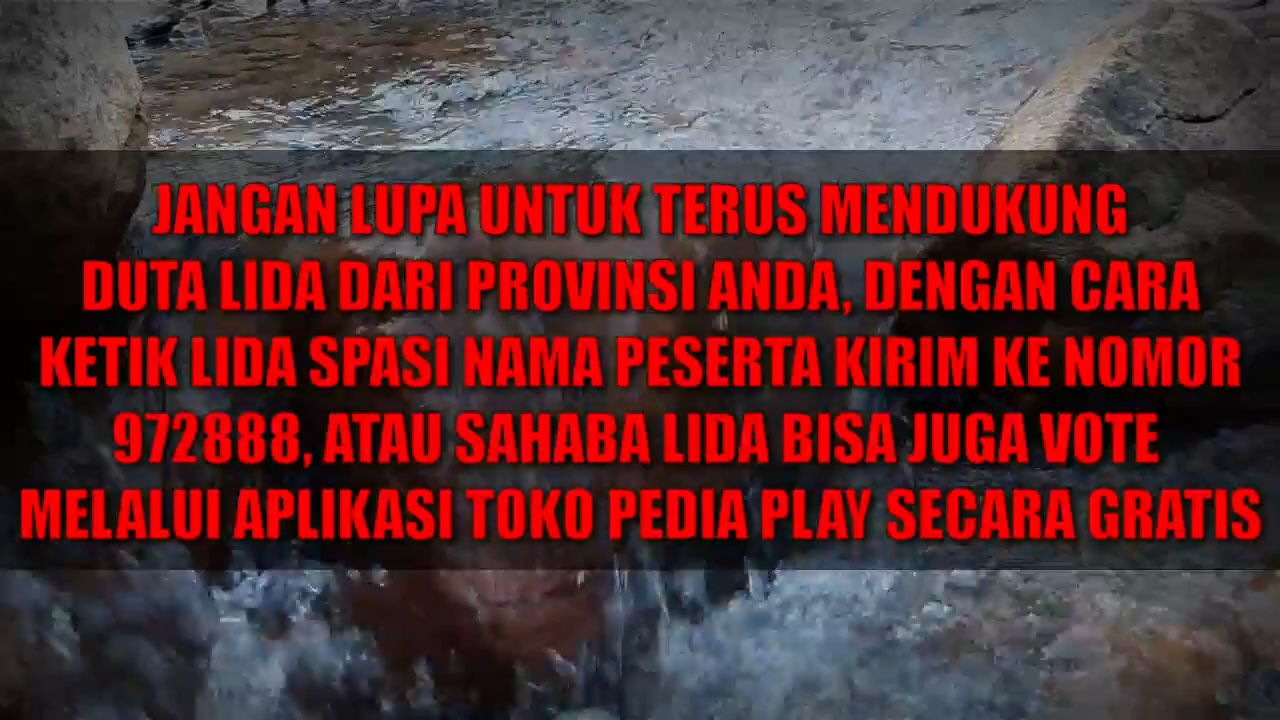 JANGAN LUPA UNTUK TERUS MENDUKUNG
DUTA LIDA DARI PROVINSI ANDA, DENGAN CARA
KETIK LIDA SPASI NAMA PESERTA KIRIM KE NOMOR
972888, ATAU SAHABA LIDA BISA JUGA VOTE
MELALUI APLIKASI TOKO PEDIA PLAY SECARA GRATIS